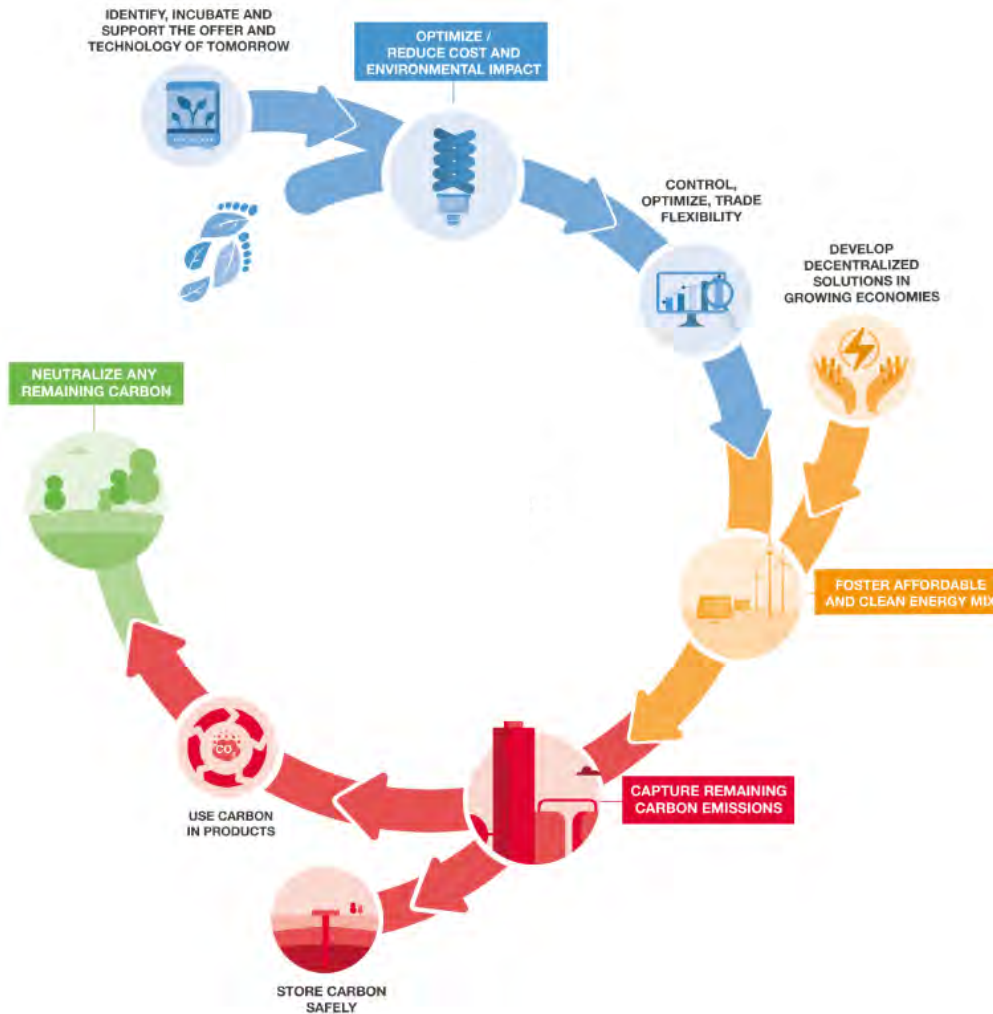 IDENTIFY, INCUBATE AND
SUPPORT THE OFFER AND
TECHNOLOGY OF TOMORROW
OPTIMIZE /
REDUCE COST AND
ENVIRONMENTAL IMPACT
CONTROL,
OPTIMIZE, TRADE
FLEXIBILITY
DEVELOP
DECENTRALIZED
SOLUTIONS IN
GROWING ECONOMIES
NEUTRALIZE ANY
REMAINING CARBON
FOSTER AFFORDABLE
AND CLEAN ENERGY MIX
CO₂
CAPTURE REMAINING
CARBON EMISSIONS
USE CARBON
IN PRODUCTS
STORE CARBON
SAFELY